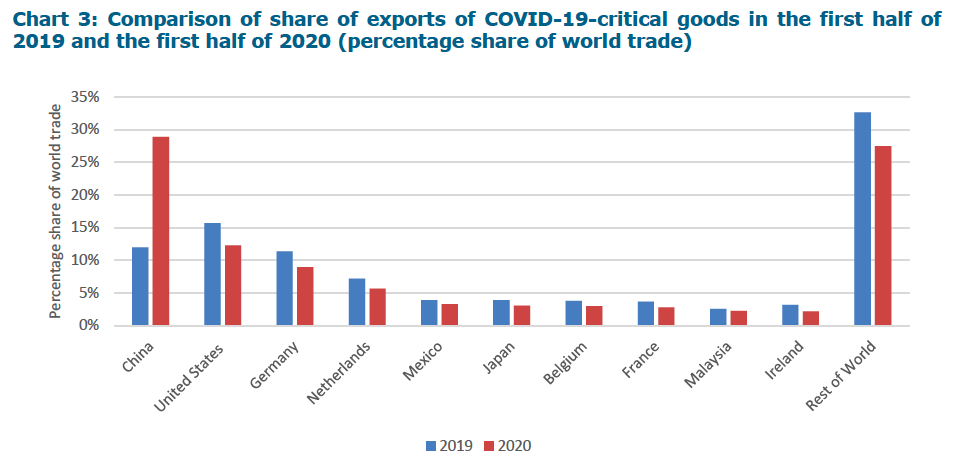 Chart 3: Comparison of share of exports of COVID-19-critical goods in the first half of
2019 and the first half of 2020 (percentage share of world trade)
Percentage share of world trade
35%
30%
25%
20%
15%
10%
5%
0%
China
United States
Germany
Netherlands
Mexico
Japan
Belgium
France
Malaysia
Ireland
Rest of World
2019 2020